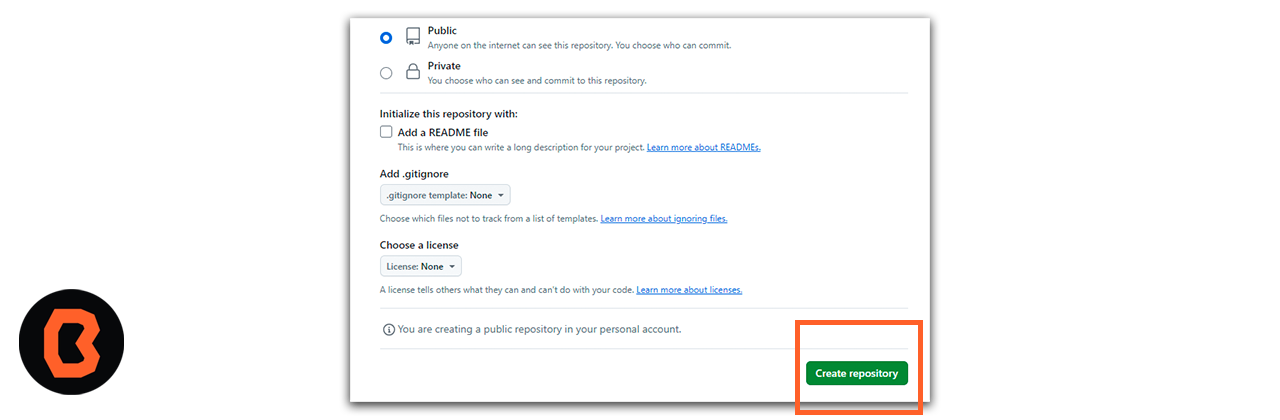 Public
Anyone on the internet can see this repository. You choose who can commit.
Private
You choose who can see and commit to this repository.
Initialize this repository with:
Add a README file
This is where you can write a long description for your project. Learn more about READMEs.
Add .gitignore
.gitignore template: None
Choose which files not to track from a list of templates. Learn more about ignoring files.
Choose a license
License: None
A license tells others what they can and can't do with your code. Learn more about licenses.
You are creating a public repository in your personal account.
Create repository